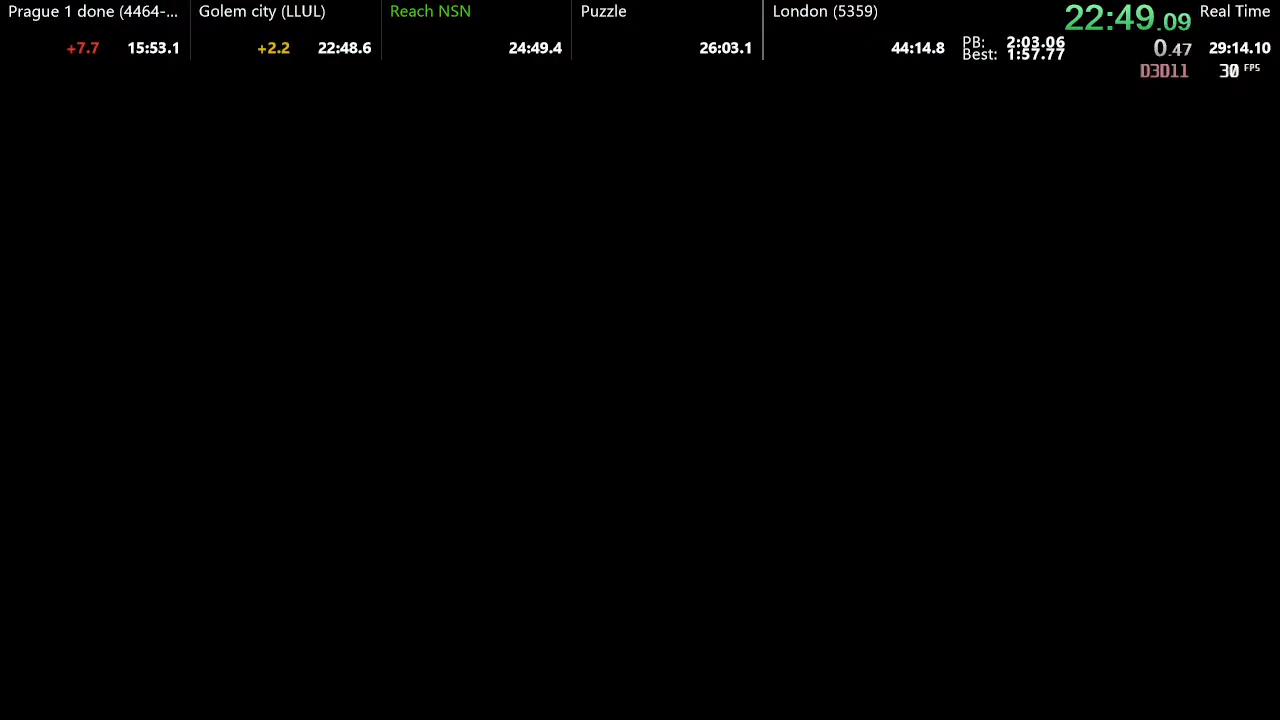 Prague 1 done (4464-... Golem city (LLUL) Reach NSN Puzzle London (5359) 22:49.09 Real Time
+7.7 15:53.1 +2.2 22:48.6 24:49.4 26:03.1 44:14.8 PB: 2:03.06 0.47 29:14.10
Best: 1:57.77
D3D11 30 FPS